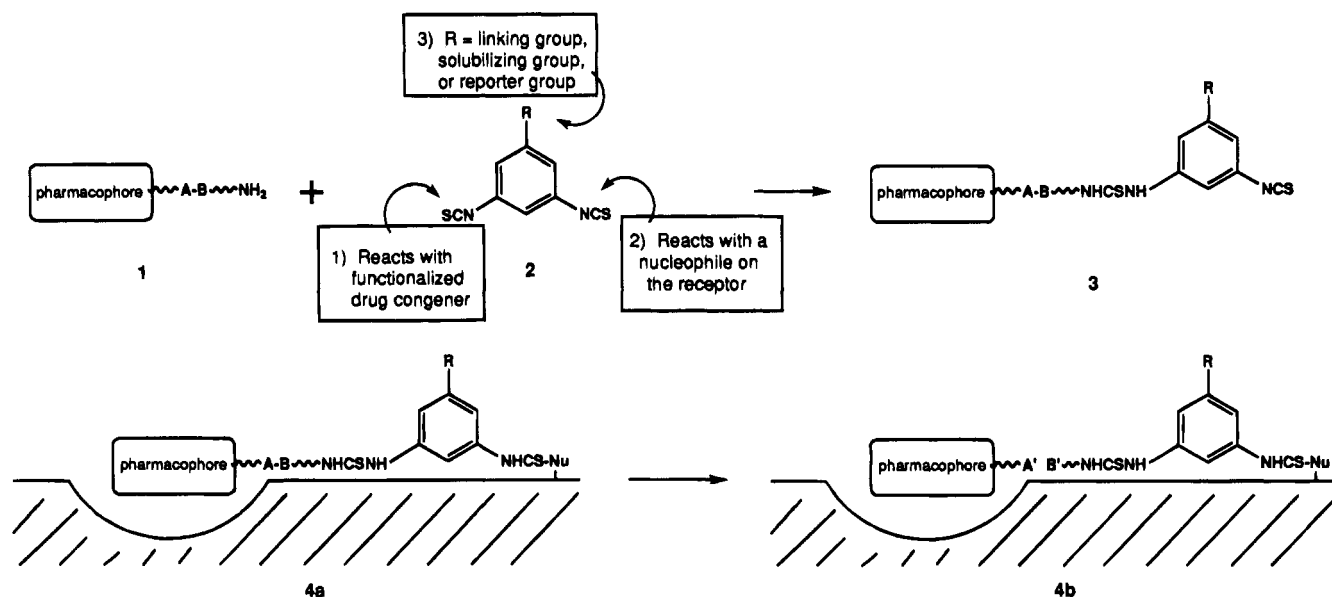 3) R = linking group,
solubilizing group,
or reporter group
R
pharmacophore
A-B
NH₂
+
SCN
NCS
1) Reacts with
functionalized
drug congener
2) Reacts with a
nucleophile on
the receptor
1
2
R
pharmacophore
A-B
NHCSNH
NCS
3
R
pharmacophore
A-B
NHCSNH
NHCS-Nu
4a
R
pharmacophore
A' B'
NHCSNH
NHCS-Nu
4b